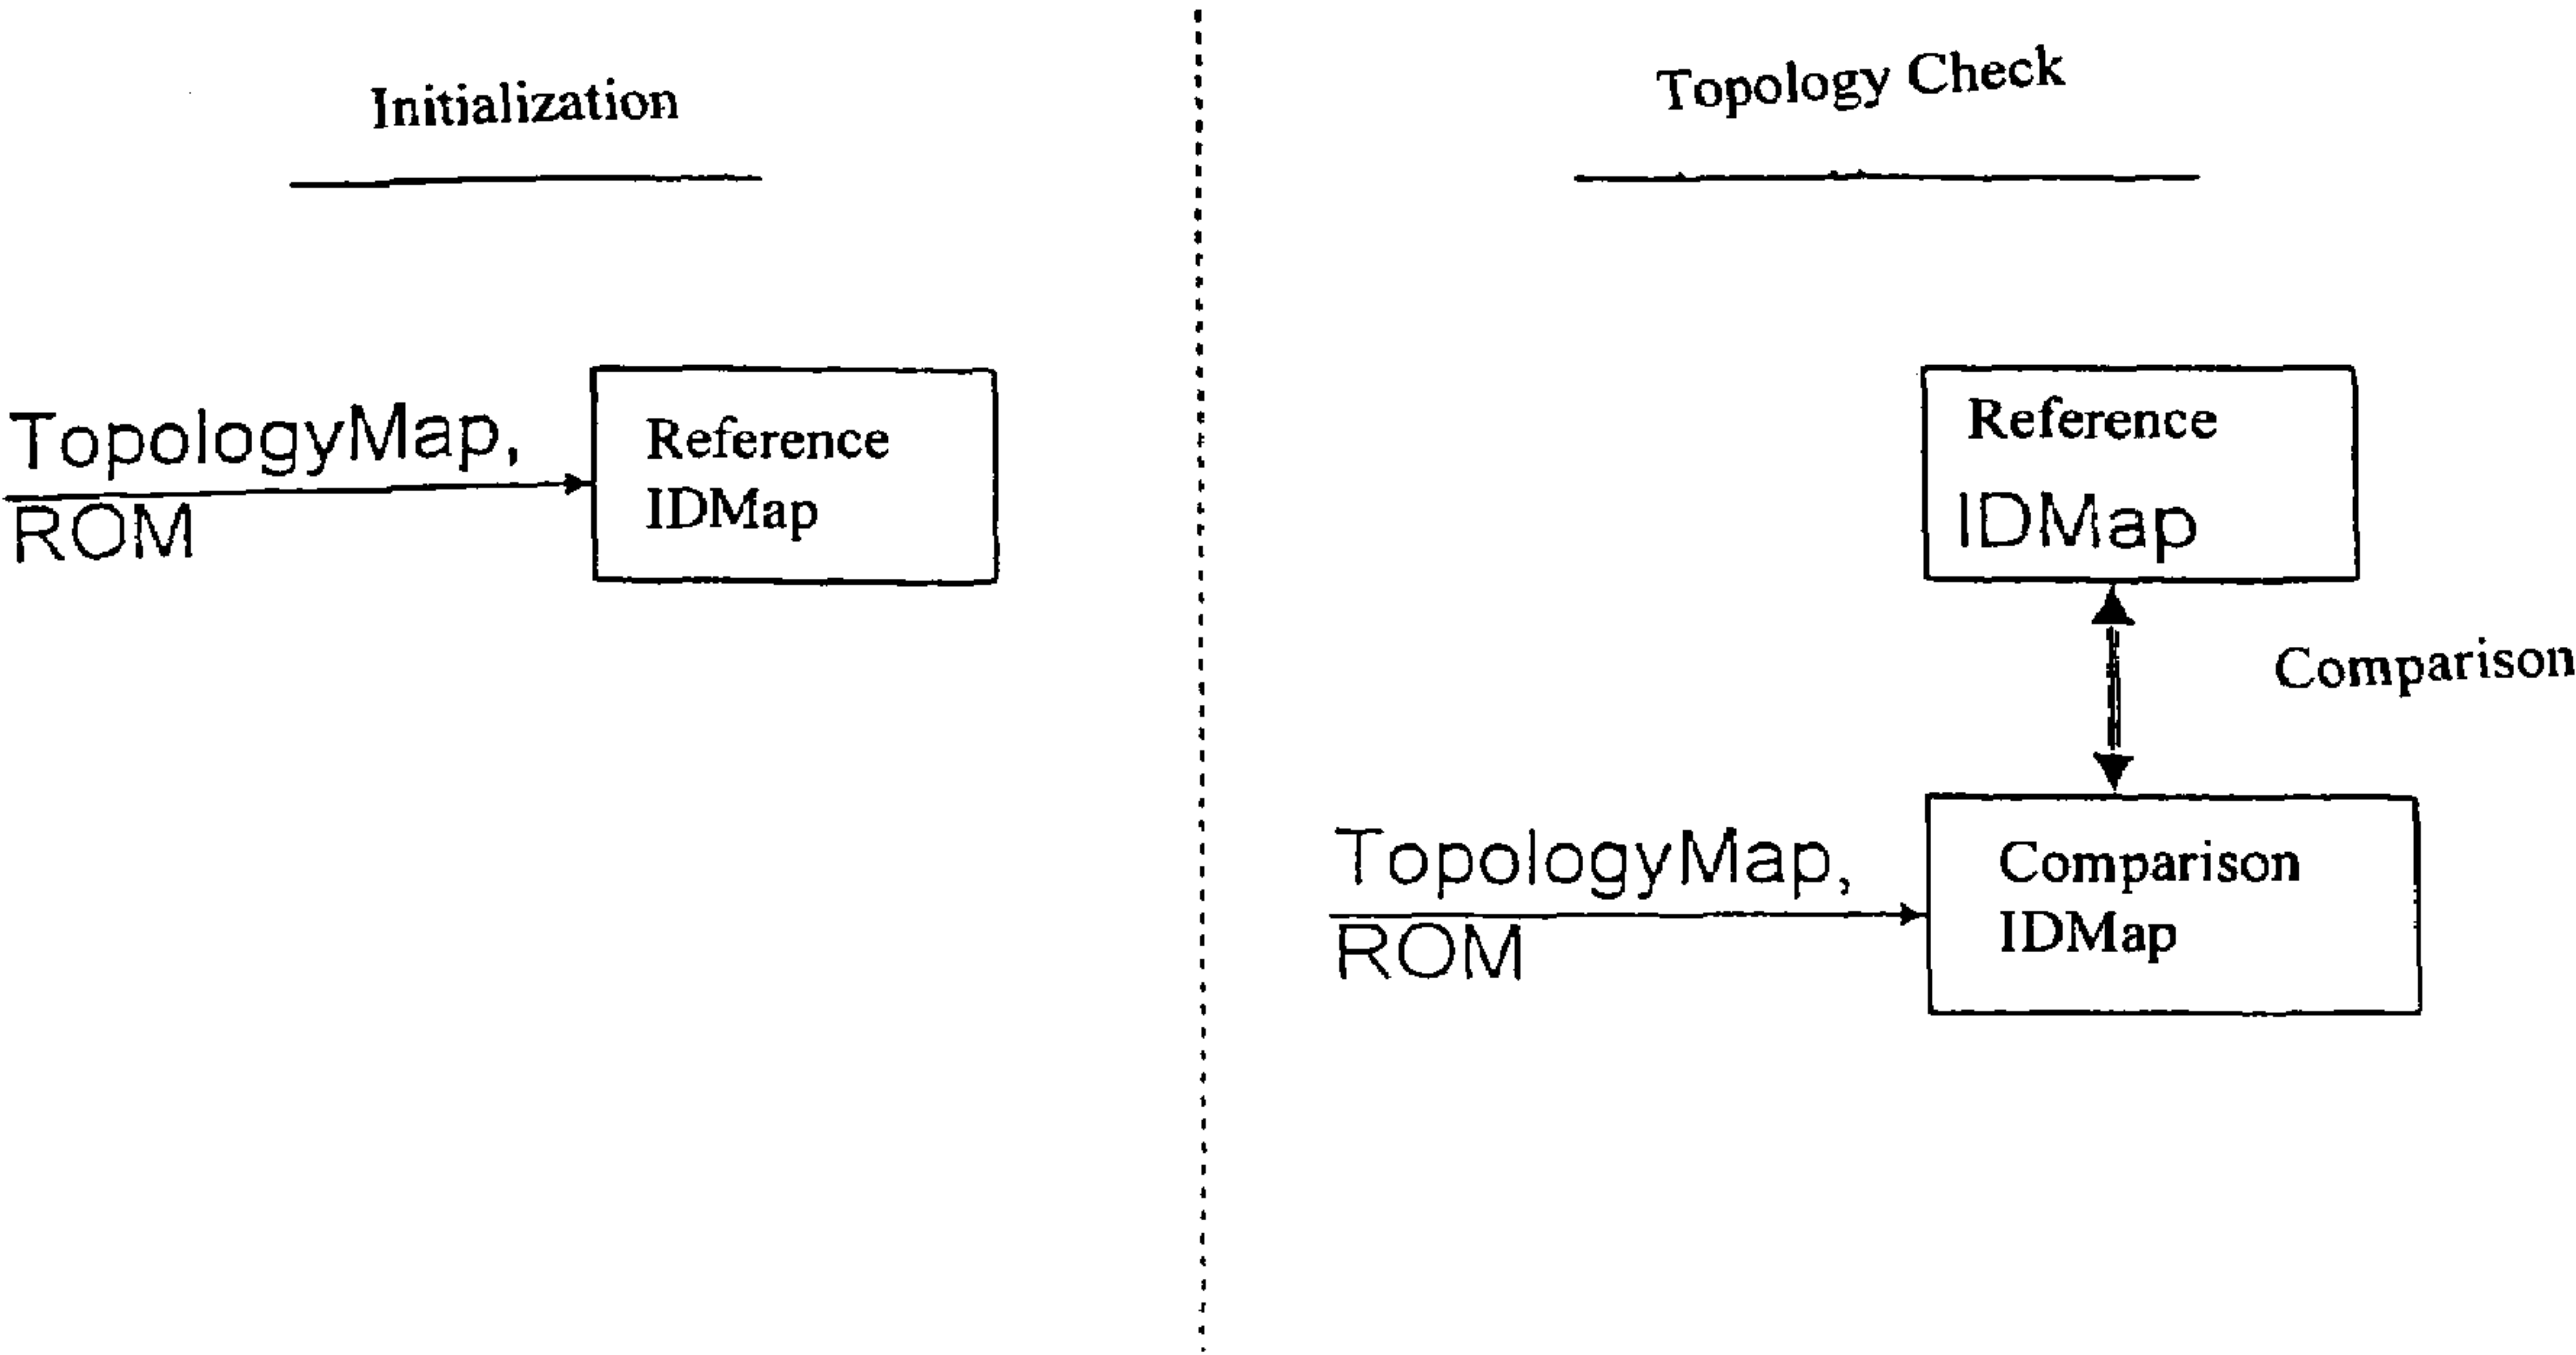 Initialization
TopologyMap,
ROM
Reference
IDMap
Topology Check
Reference
IDMap
Comparison
TopologyMap,
ROM
Comparison
IDMap